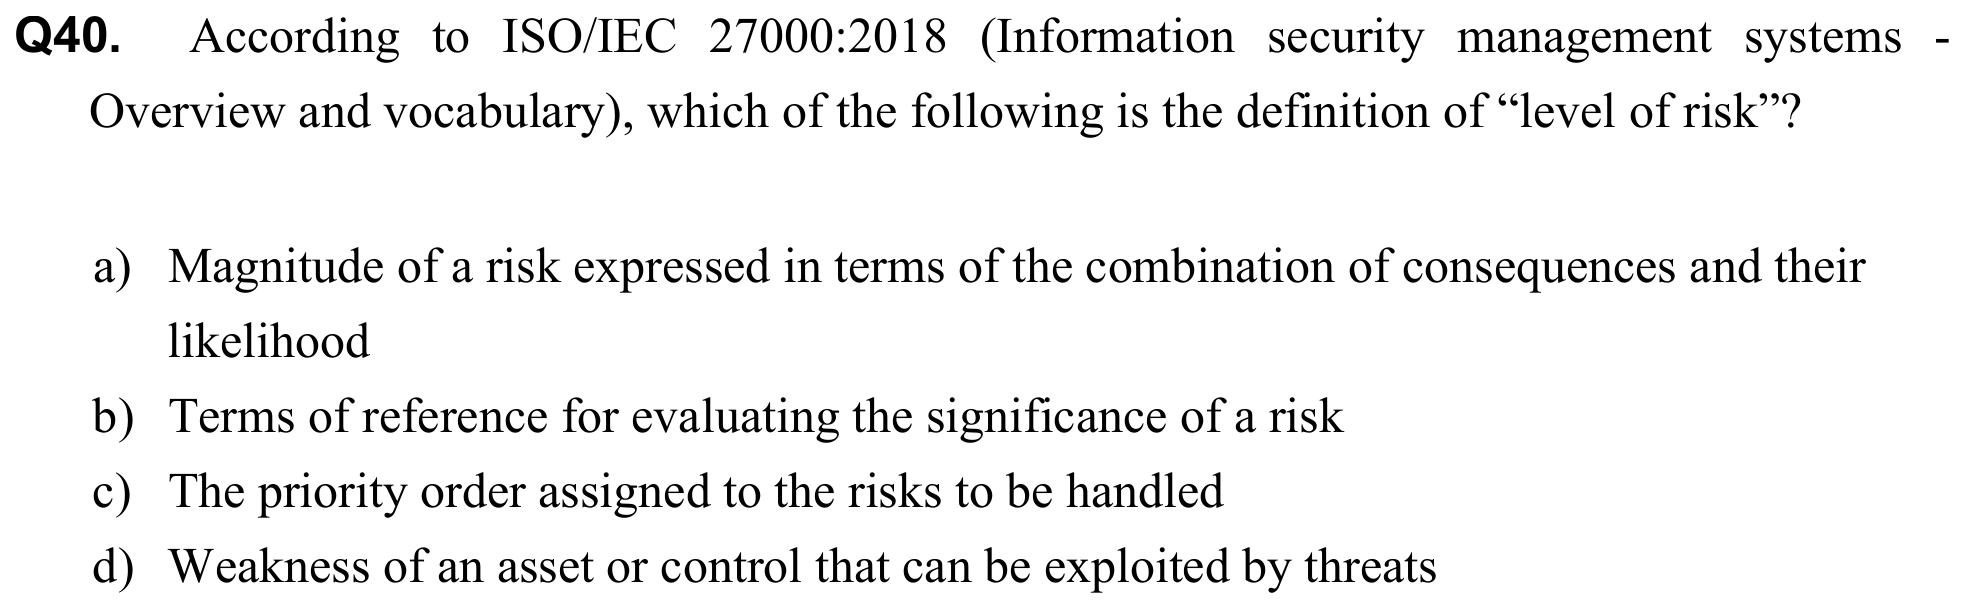 Q40. According to ISO/IEC 27000:2018 (Information security management systems -
Overview and vocabulary), which of the following is the definition of “level of risk”?
a) Magnitude of a risk expressed in terms of the combination of consequences and their
likelihood
b) Terms of reference for evaluating the significance of a risk
c) The priority order assigned to the risks to be handled
d) Weakness of an asset or control that can be exploited by threats